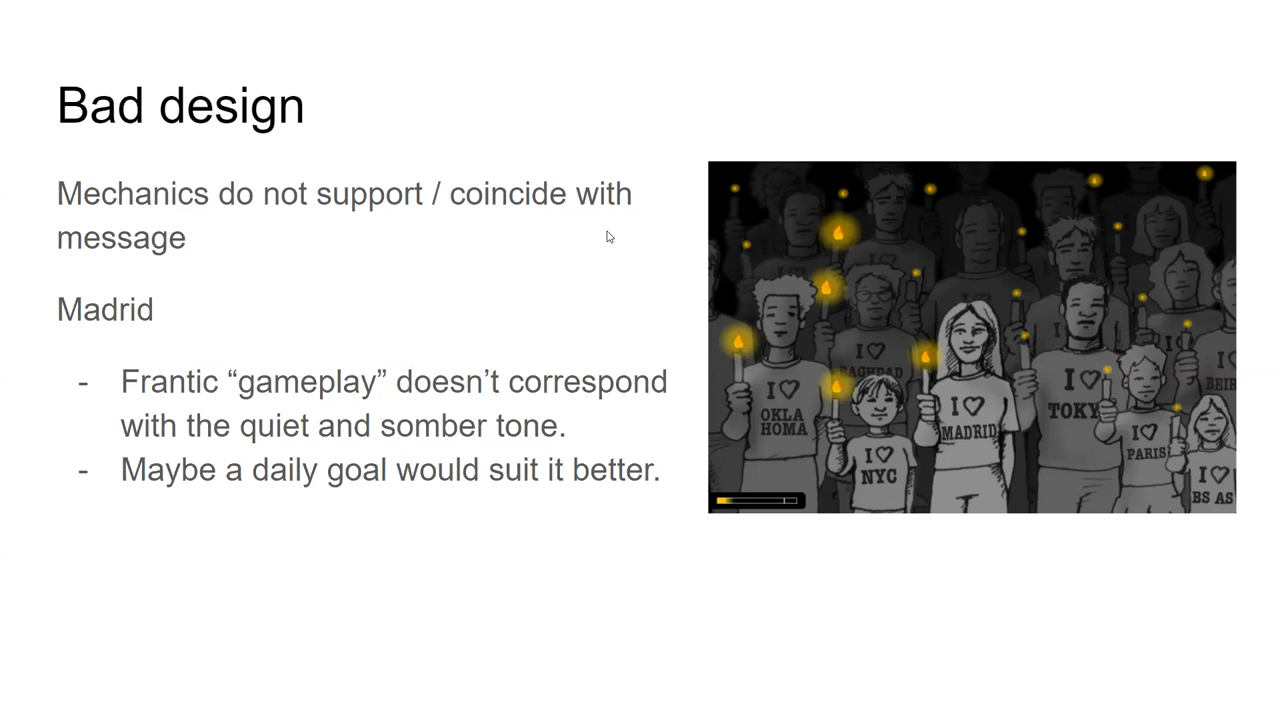 Bad design
Mechanics do not support / coincide with
message
Madrid
- Frantic “gameplay” doesn’t correspond
with the quiet and somber tone.
- Maybe a daily goal would suit it better.
I ♡
BAGHDAD
I ♡
OKLA
HOMA
I ♡
NYC
I ♡
MADRID
I ♡
TOKY
I ♡
PARIS
I ♡
BEIR
I ♡
BS AS